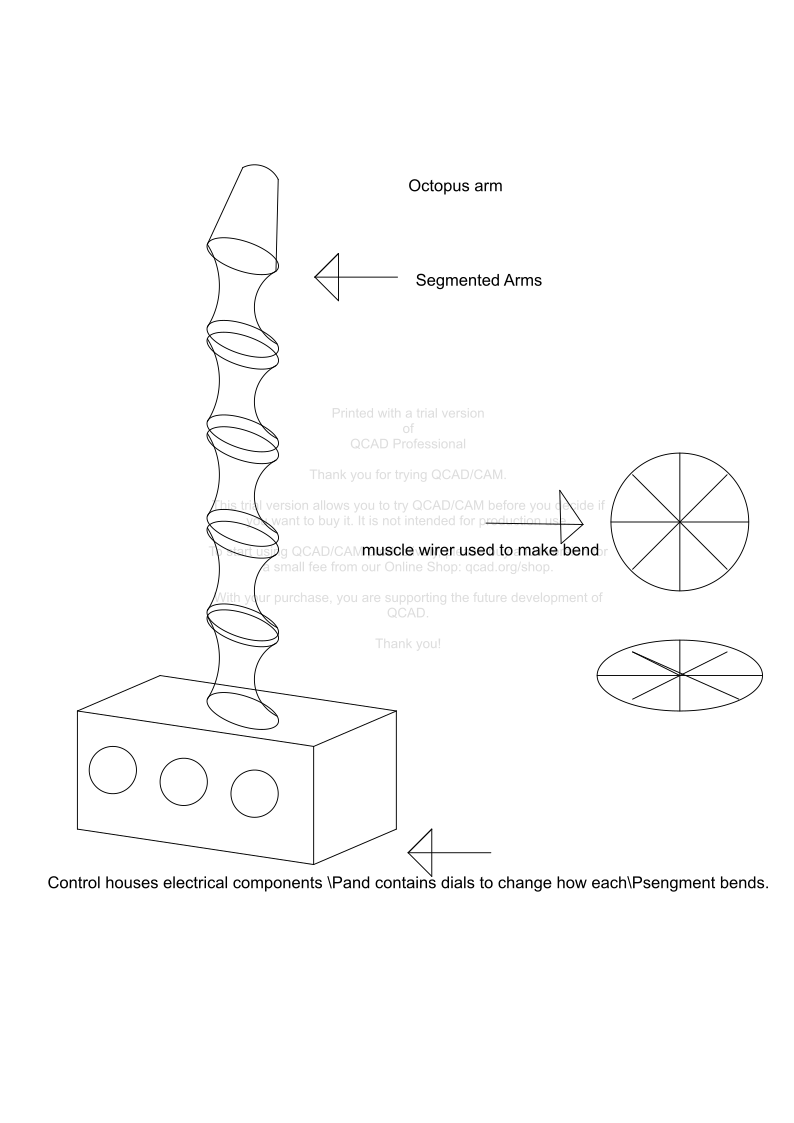 Octopus arm
Segmented Arms
Printed with a trial version
of
QCAD Professional
Thank you for trying QCAD/CAM.
This trial version allows you to try QCAD/CAM before you decide if
you want to buy it. It is not intended for production use.
muscle wirer used to make bend
To start using QCAD/CAM
a small fee from our Online Shop: qcad.org/shop.
With your purchase, you are supporting the future development of
QCAD.
Thank you!
Control houses electrical components \Pand contains dials to change how each\Psengment bends.